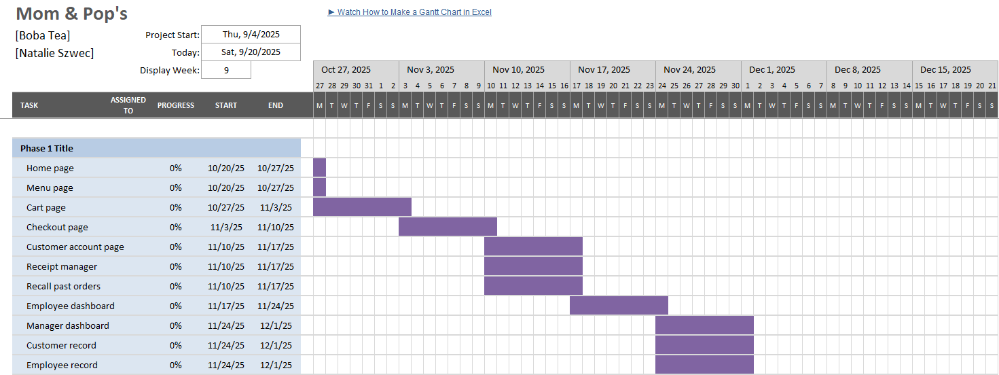 Mom & Pop's
► Watch How to Make a Gantt Chart in Excel
[Boba Tea] Project Start: Thu, 9/4/2025
[Natalie Szwec] Today: Sat, 9/20/2025
Display Week: 9 Oct 27, 2025 Nov 3, 2025 Nov 10, 2025 Nov 17, 2025 Nov 24, 2025 Dec 1, 2025 Dec 8, 2025 Dec 15, 2025
27 28 29 30 31 1 2 3 4 5 6 7 8 9 10 11 12 13 14 15 16 17 18 19 20 21 22 23 24 25 26 27 28 29 30 1 2 3 4 5 6 7 8 9 10 11 12 13 14 15 16 17 18 19 20 21
TASK ASSIGNED TO PROGRESS START END M T W T F S S M T W T F S S M T W T F S S M T W T F S S M T W T F S S M T W T F S S M T W T F S S M T W T F S S
Phase 1 Title
Home page 0% 10/20/25 10/27/25
Menu page 0% 10/20/25 10/27/25
Cart page 0% 10/27/25 11/3/25
Checkout page 0% 11/3/25 11/10/25
Customer account page 0% 11/10/25 11/17/25
Receipt manager 0% 11/10/25 11/17/25
Recall past orders 0% 11/10/25 11/17/25
Employee dashboard 0% 11/17/25 11/24/25
Manager dashboard 0% 11/24/25 12/1/25
Customer record 0% 11/24/25 12/1/25
Employee record 0% 11/24/25 12/1/25